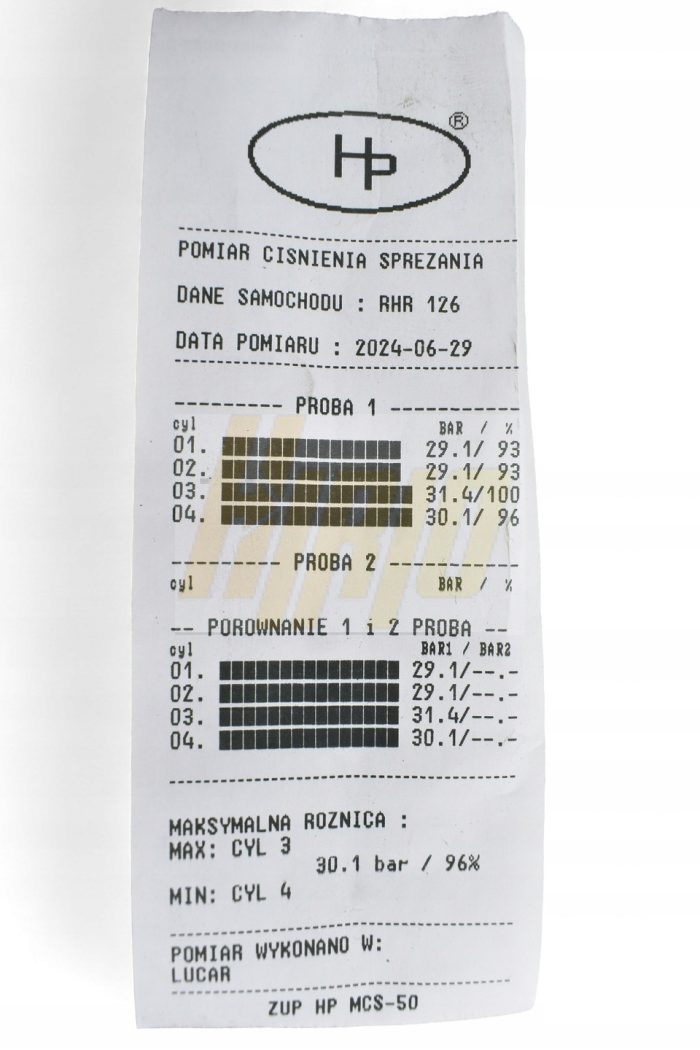 HP ®
POMIAR CISNIENIA SPREZANIA
DANE SAMOCHODU : RHR 126
DATA POMIARU : 2024-06-29
--------- PROBA 1 -----------
cyl BAR / %
01. 29.1/ 93
02. 29.1/ 93
03. 31.4/100
04. 30.1/ 96
--------- PROBA 2 -----------
cyl BAR / %
-- POROWNANIE 1 i 2 PROBA --
cyl BAR1 / BAR2
01. 29.1/--.-
02. 29.1/--.-
03. 31.4/--.-
04. 30.1/--.-
MAKSYMALNA ROZNICA :
MAX: CYL 3
30.1 bar / 96%
MIN: CYL 4
POMIAR WYKONANO W:
LUCAR
ZUP HP MCS-50